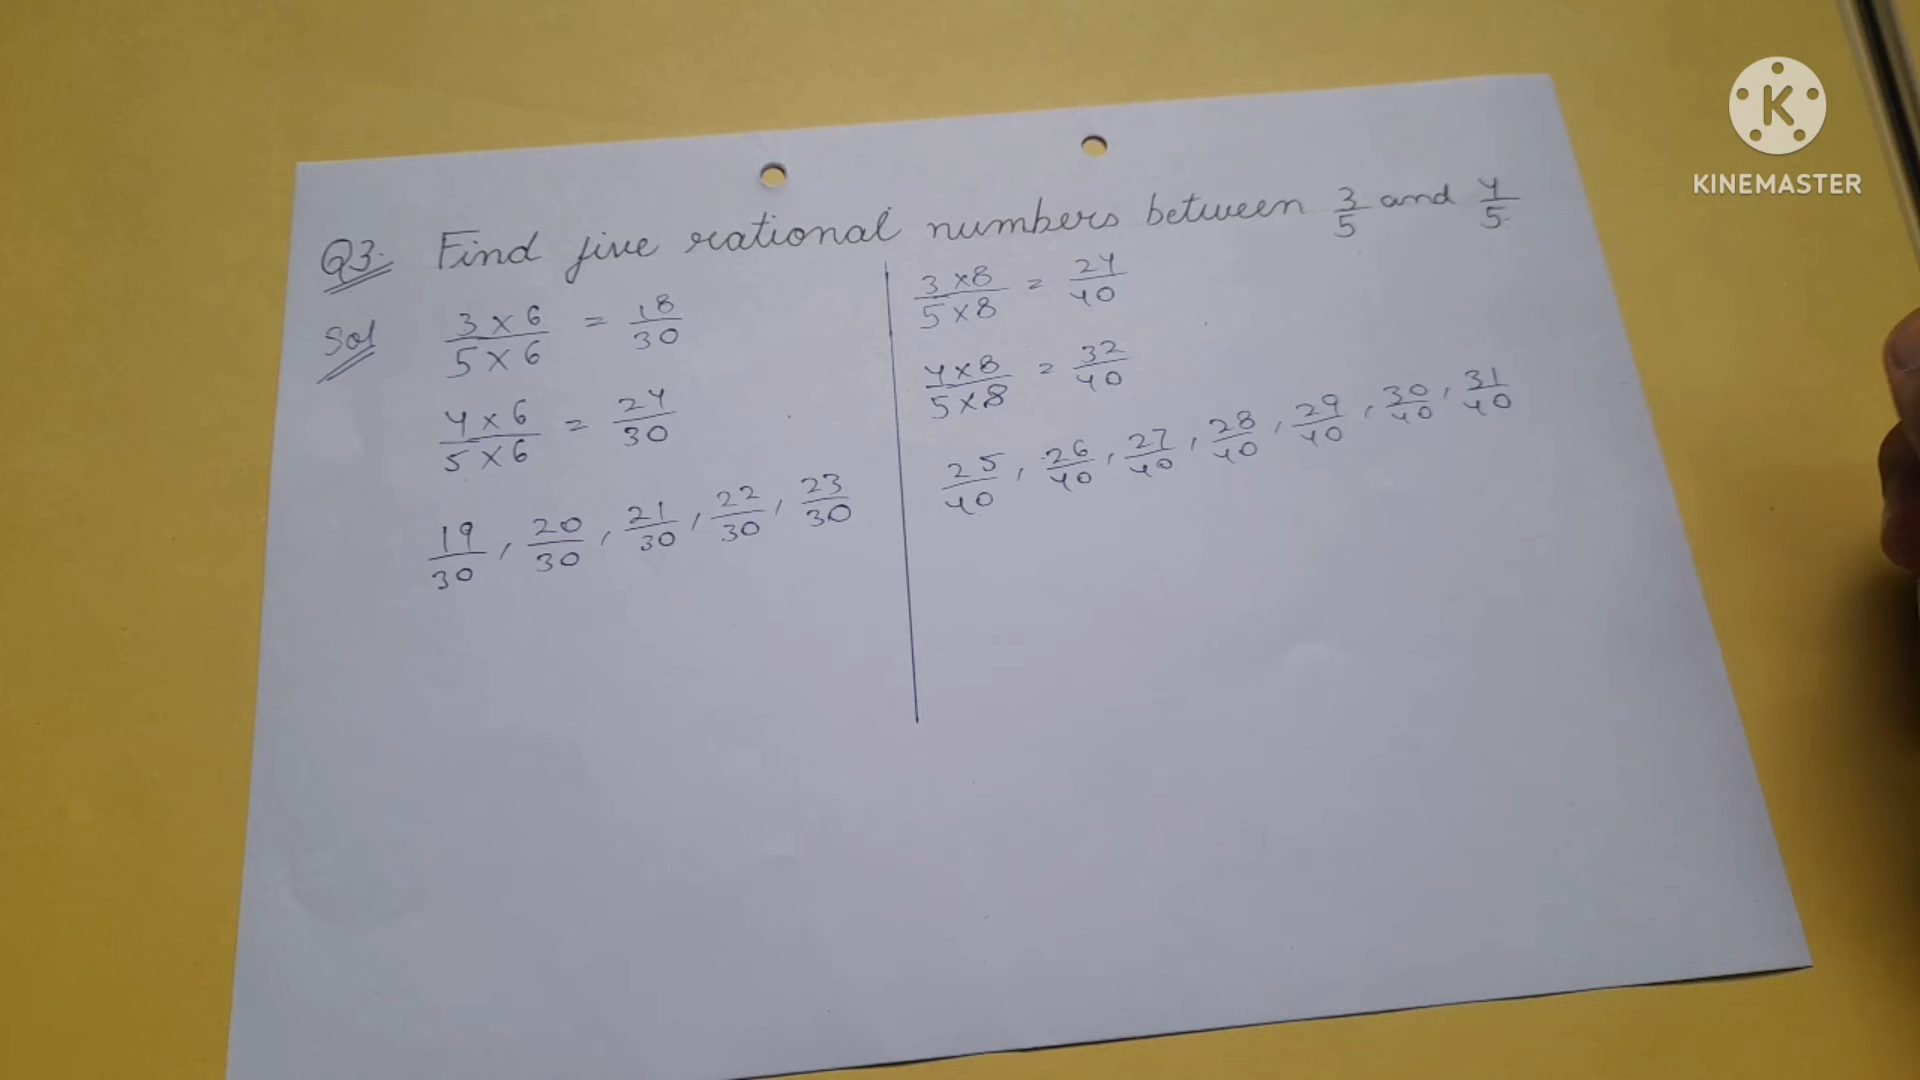 Q3. Find five rational numbers between 3/5 and 4/5
Sol 3 x 6 / 5 x 6 = 18/30
4 x 6 / 5 x 6 = 24/30
19/30, 20/30, 21/30, 22/30, 23/30
3 x 8 / 5 x 8 = 24/40
4 x 8 / 5 x 8 = 32/40
25/40, 26/40, 27/40, 28/40, 29/40, 30/40, 31/40
K
KINEMASTER